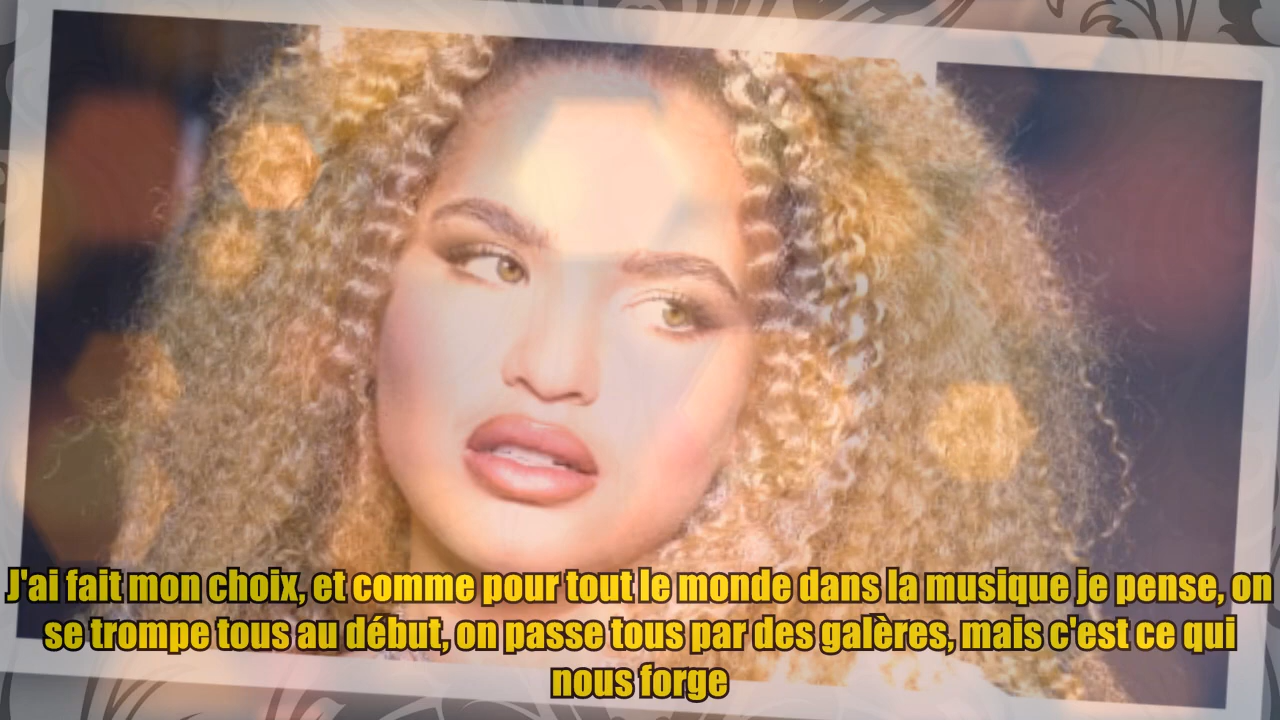 J'ai fait mon choix, et comme pour tout le monde dans la musique je pense, on
se trompe tous au début, on passe tous par des galères, mais c'est ce qui
nous forge